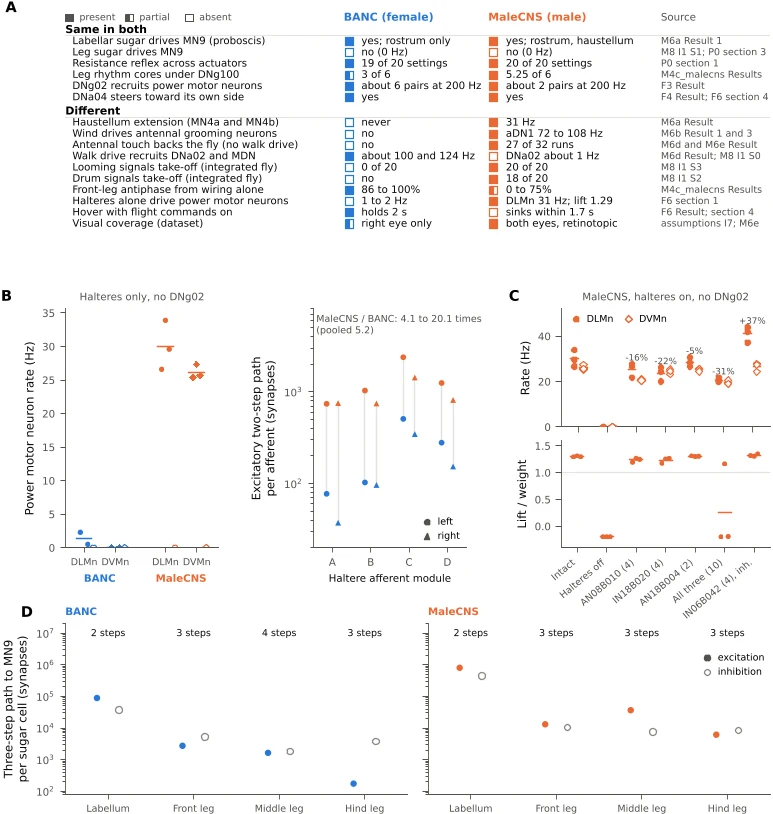 A
present partial absent BANC (female) MaleCNS (male) Source
Same in both
Labellar sugar drives MN9 (proboscis) yes; rostrum only yes; rostrum, haustellum M6a Result 1
Leg sugar drives MN9 no (0 Hz) no (0 Hz) M8 I1 S1; P0 section 3
Resistance reflex across actuators 19 of 20 settings 20 of 20 settings P0 section 1
Leg rhythm cores under DNg100 3 of 6 5.25 of 6 M4c_malecns Results
DNg02 recruits power motor neurons about 6 pairs at 200 Hz about 2 pairs at 200 Hz F3 Result
DNa04 steers toward its own side yes yes F4 Result; F6 section 4
Different
Haustellum extension (MN4a and MN4b) never 31 Hz M6a Result
Wind drives antennal grooming neurons no aDN1 72 to 108 Hz M6b Result 1 and 3
Antennal touch backs the fly (no walk drive) no 27 of 32 runs M6d and M6e Result
Walk drive recruits DNa02 and MDN about 100 and 124 Hz DNa02 about 1 Hz M6d Result; M8 I1 S0
Looming signals take-off (integrated fly) 0 of 20 20 of 20 M8 I1 S3
Drum signals take-off (integrated fly) no 18 of 20 M8 I1 S2
Front-leg antiphase from wiring alone 86 to 100% 0 to 75% M4c_malecns Results
Halteres alone drive power motor neurons 1 to 2 Hz DLMn 31 Hz; lift 1.29 F6 section 1
Hover with flight commands on holds 2 s sinks within 1.7 s F6 Result; section 4
Visual coverage (dataset) right eye only both eyes, retinotopic assumptions I7; M6e
B
Halteres only, no DNg02
Power motor neuron rate (Hz)
35
30
25
20
15
10
5
0
DLMn DVMn DLMn DVMn
BANC MaleCNS
Excitatory two-step path
per afferent (synapses)
MaleCNS / BANC: 4.1 to 20.1 times
(pooled 5.2)
10³
10²
left
right
A B C D
Haltere afferent module
C
MaleCNS, halteres on, no DNg02
DLMn DVMn
Rate (Hz)
40
20
0
-16% -22% -5% -31% +37%
Lift / weight
1.5
1.0
0.5
0.0
Intact
Halteres off
AN08B010 (4)
IN18B020 (4)
AN18B004 (2)
All three (10)
IN06B042 (4), inh.
D
BANC
Three-step path to MN9
per sugar cell (synapses)
10⁷
10⁶
10⁵
10⁴
10³
10²
2 steps 3 steps 4 steps 3 steps
Labellum Front leg Middle leg Hind leg
MaleCNS
2 steps 3 steps 3 steps 3 steps
excitation
inhibition
Labellum Front leg Middle leg Hind leg